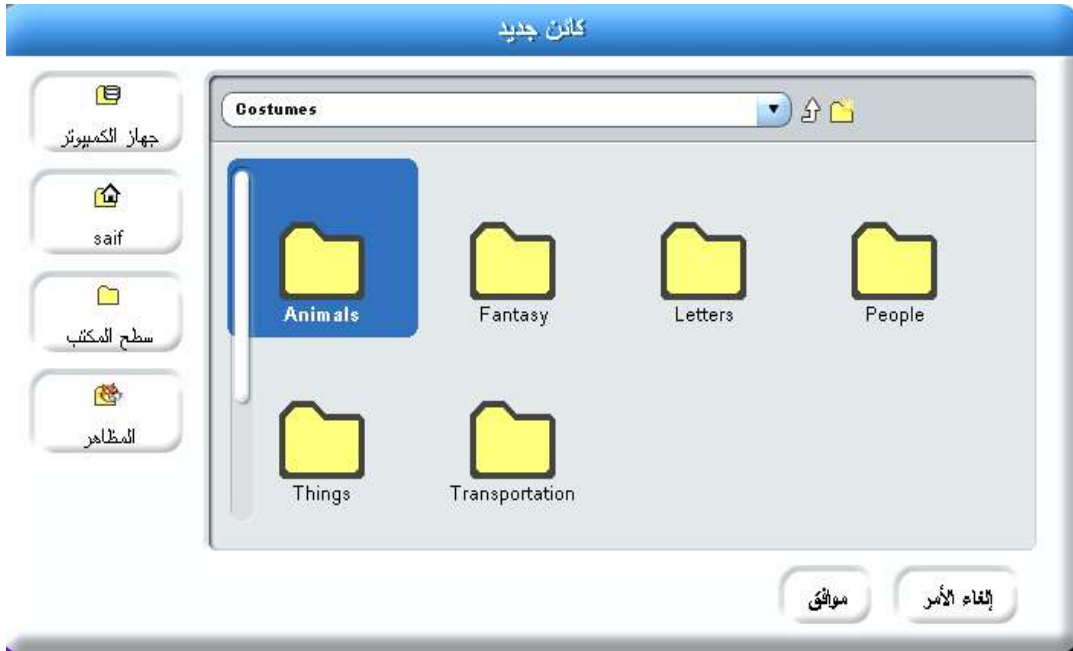 كائن جديد
Costumes
جهاز الكمبيوتر
saif
سطح المكتب
المظاهر
Animals
Fantasy
Letters
People
Things
Transportation
إلغاء الأمر
موافق